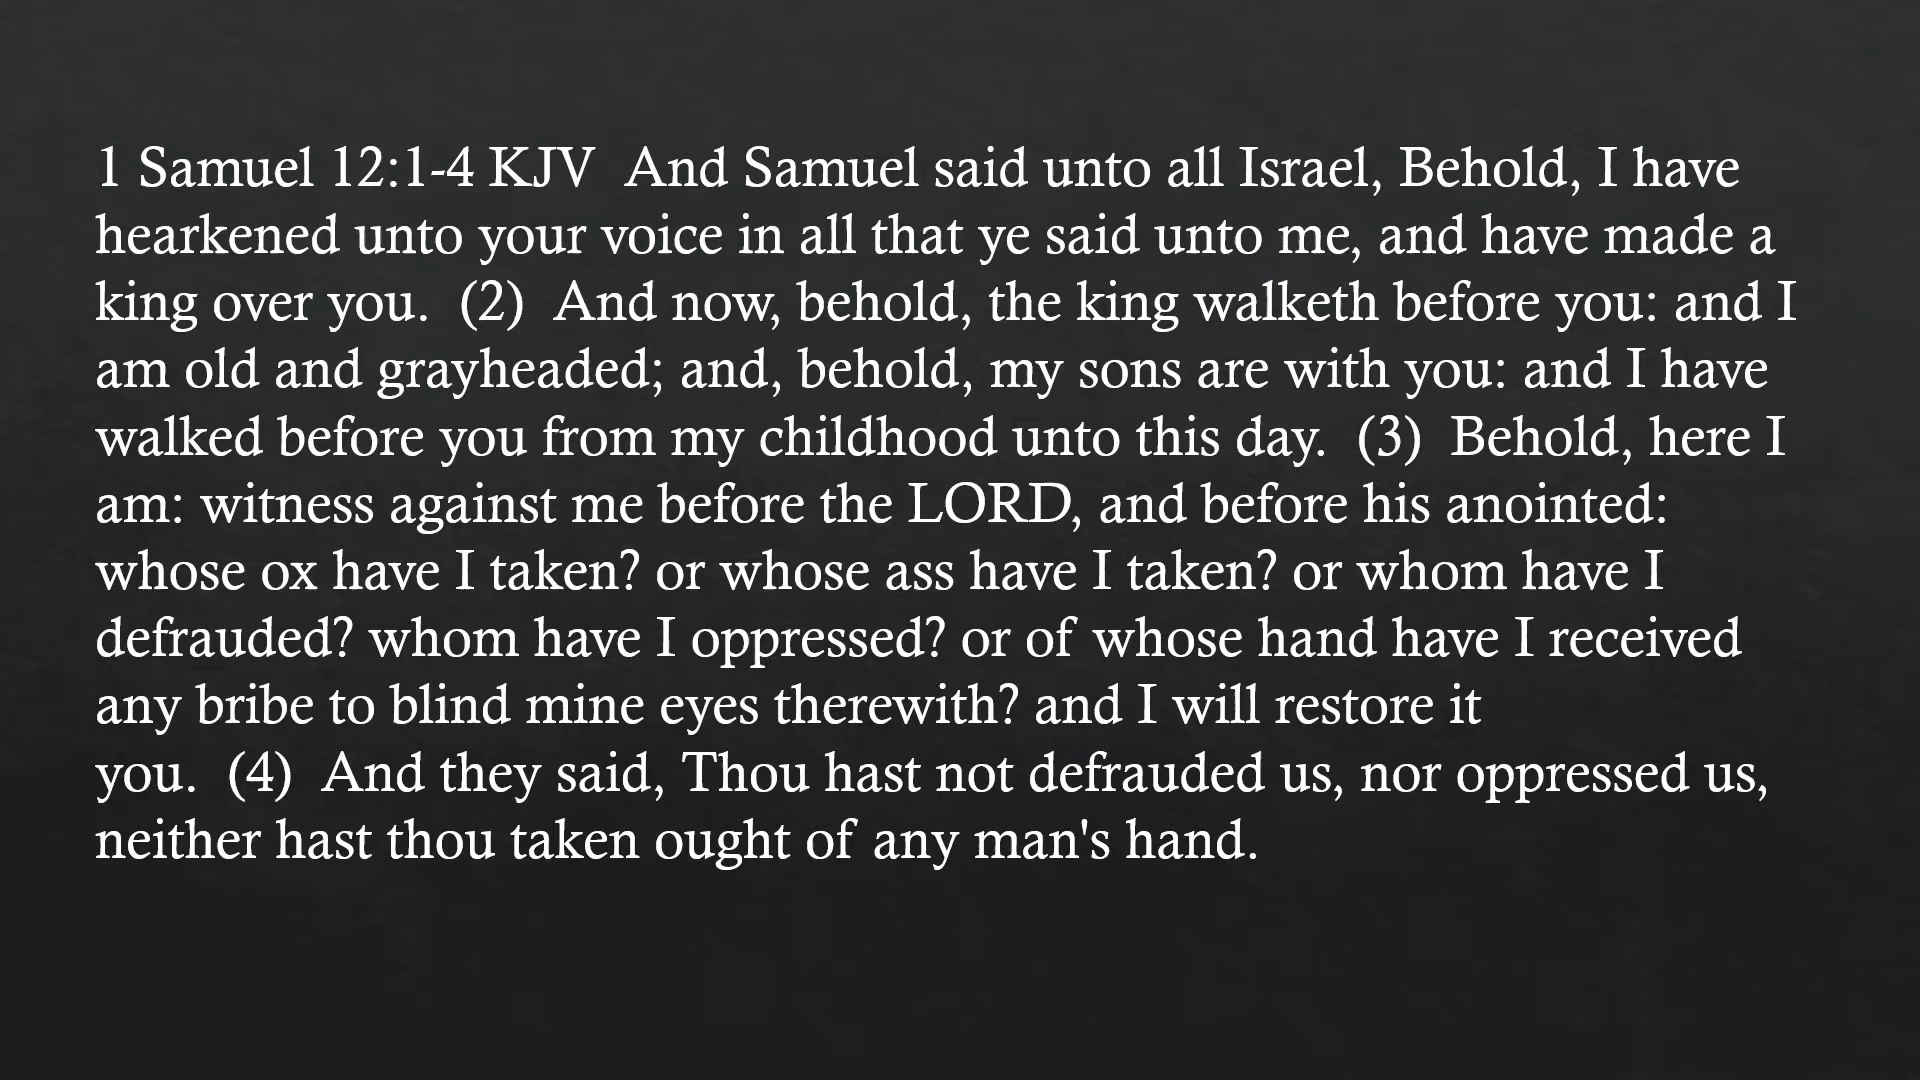 1 Samuel 12:1-4 KJV  And Samuel said unto all Israel, Behold, I have
hearkened unto your voice in all that ye said unto me, and have made a
king over you.  (2)  And now, behold, the king walketh before you: and I
am old and grayheaded; and, behold, my sons are with you: and I have
walked before you from my childhood unto this day.  (3)  Behold, here I
am: witness against me before the LORD, and before his anointed:
whose ox have I taken? or whose ass have I taken? or whom have I
defrauded? whom have I oppressed? or of whose hand have I received
any bribe to blind mine eyes therewith? and I will restore it
you.  (4)  And they said, Thou hast not defrauded us, nor oppressed us,
neither hast thou taken ought of any man's hand.